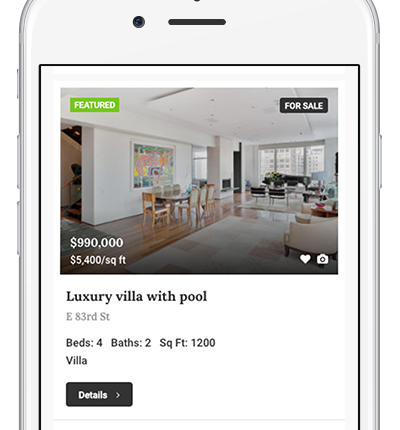 FEATURED
FOR SALE
$990,000
$5,400/sq ft
Luxury villa with pool
E 83rd St
Beds: 4 Baths: 2 Sq Ft: 1200
Villa
Details